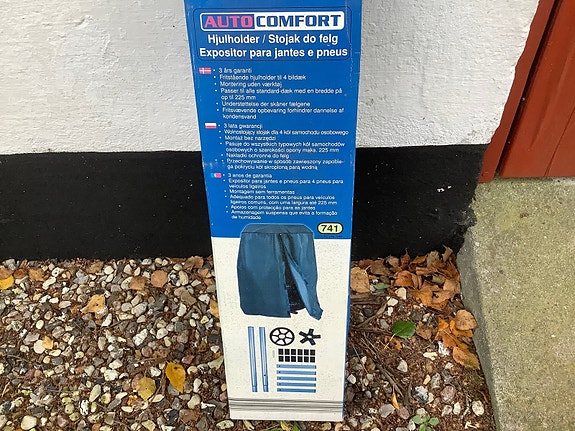 AUTOCOMFORT
Hjulholder / Stojak do felg
Expositor para jantes e pneus
• 3 års garanti
• Fritstående hjulholder til 4 bildæk
• Montering uden værktøj
• Passer til alle standard-dæk med en bredde på
op til 225 mm
• Understøttelse der skåner fælgene
• Fritsvævende opbevaring forhindrer dannelse af
kondensvand
• 3 lata gwarancji
• Wolnostojący stojak dla 4 kół samochodu osobowego
• Montaż bez narzędzi
• Pasuje do wszystkich typowych kół samochodów
osobowych o szerokości opony maks. 225 mm
• Nakładki ochronne do felg
• Przechowywanie w sposób zawieszony zapobie-
ga pokryciu kół skroploną parą wodną
• 3 anos de garantia
• Expositor para jantes e pneus para 4 pneus para
veículos ligeiros
• Montagem sem ferramentas
• Adequado para todos os pneus para veículos
ligeiros comuns, com uma largura até 225 mm
• Apoios com protecção para as jantes
• Armazenagem suspensa que evita a formação
de humidade
741